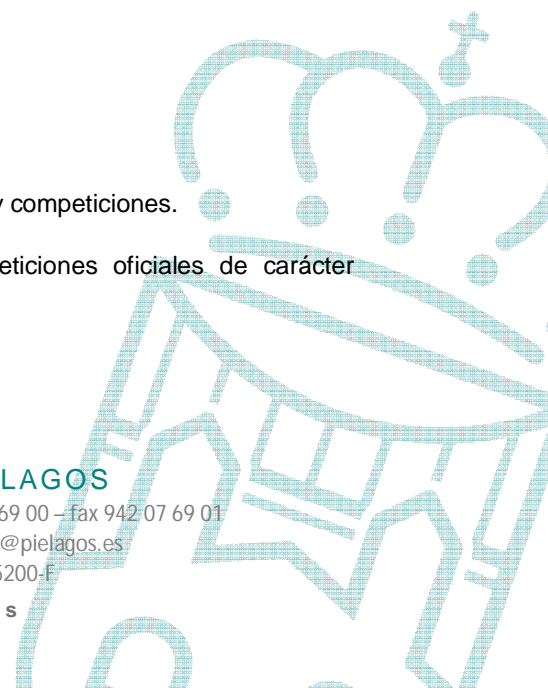 y competiciones.
eticiones oficiales de carácter
LAGOS
69 00 – fax 942 07 69 01
@pielagos.es
5200-F
s